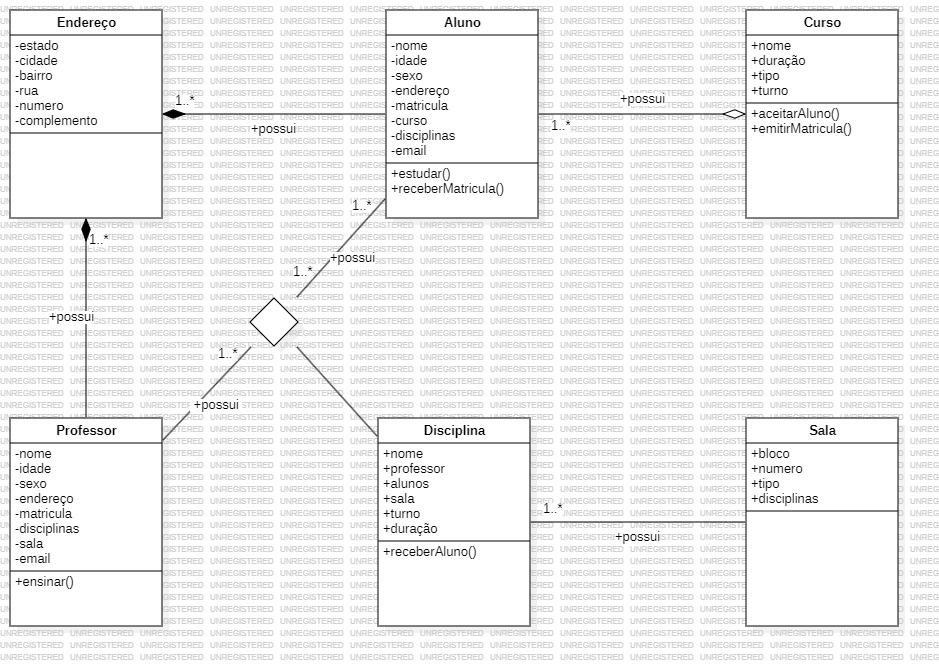 Endereço
-estado
-cidade
-bairro
-rua
-numero
-complemento
1..*
+possui
Aluno
-nome
-idade
-sexo
-endereço
-matricula
-curso
-disciplinas
-email
+estudar()
+receberMatricula()
+possui
1..*
Curso
+nome
+duração
+tipo
+turno
+aceitarAluno()
+emitirMatricula()
1..*
+possui
1..*
+possui
1..*
1..*
+possui
Professor
-nome
-idade
-sexo
-endereço
-matricula
-disciplinas
-sala
-email
+ensinar()
Disciplina
+nome
+professor
+alunos
+sala
+turno
+duração
+receberAluno()
1..*
+possui
Sala
+bloco
+numero
+tipo
+disciplinas
UNREGISTERED